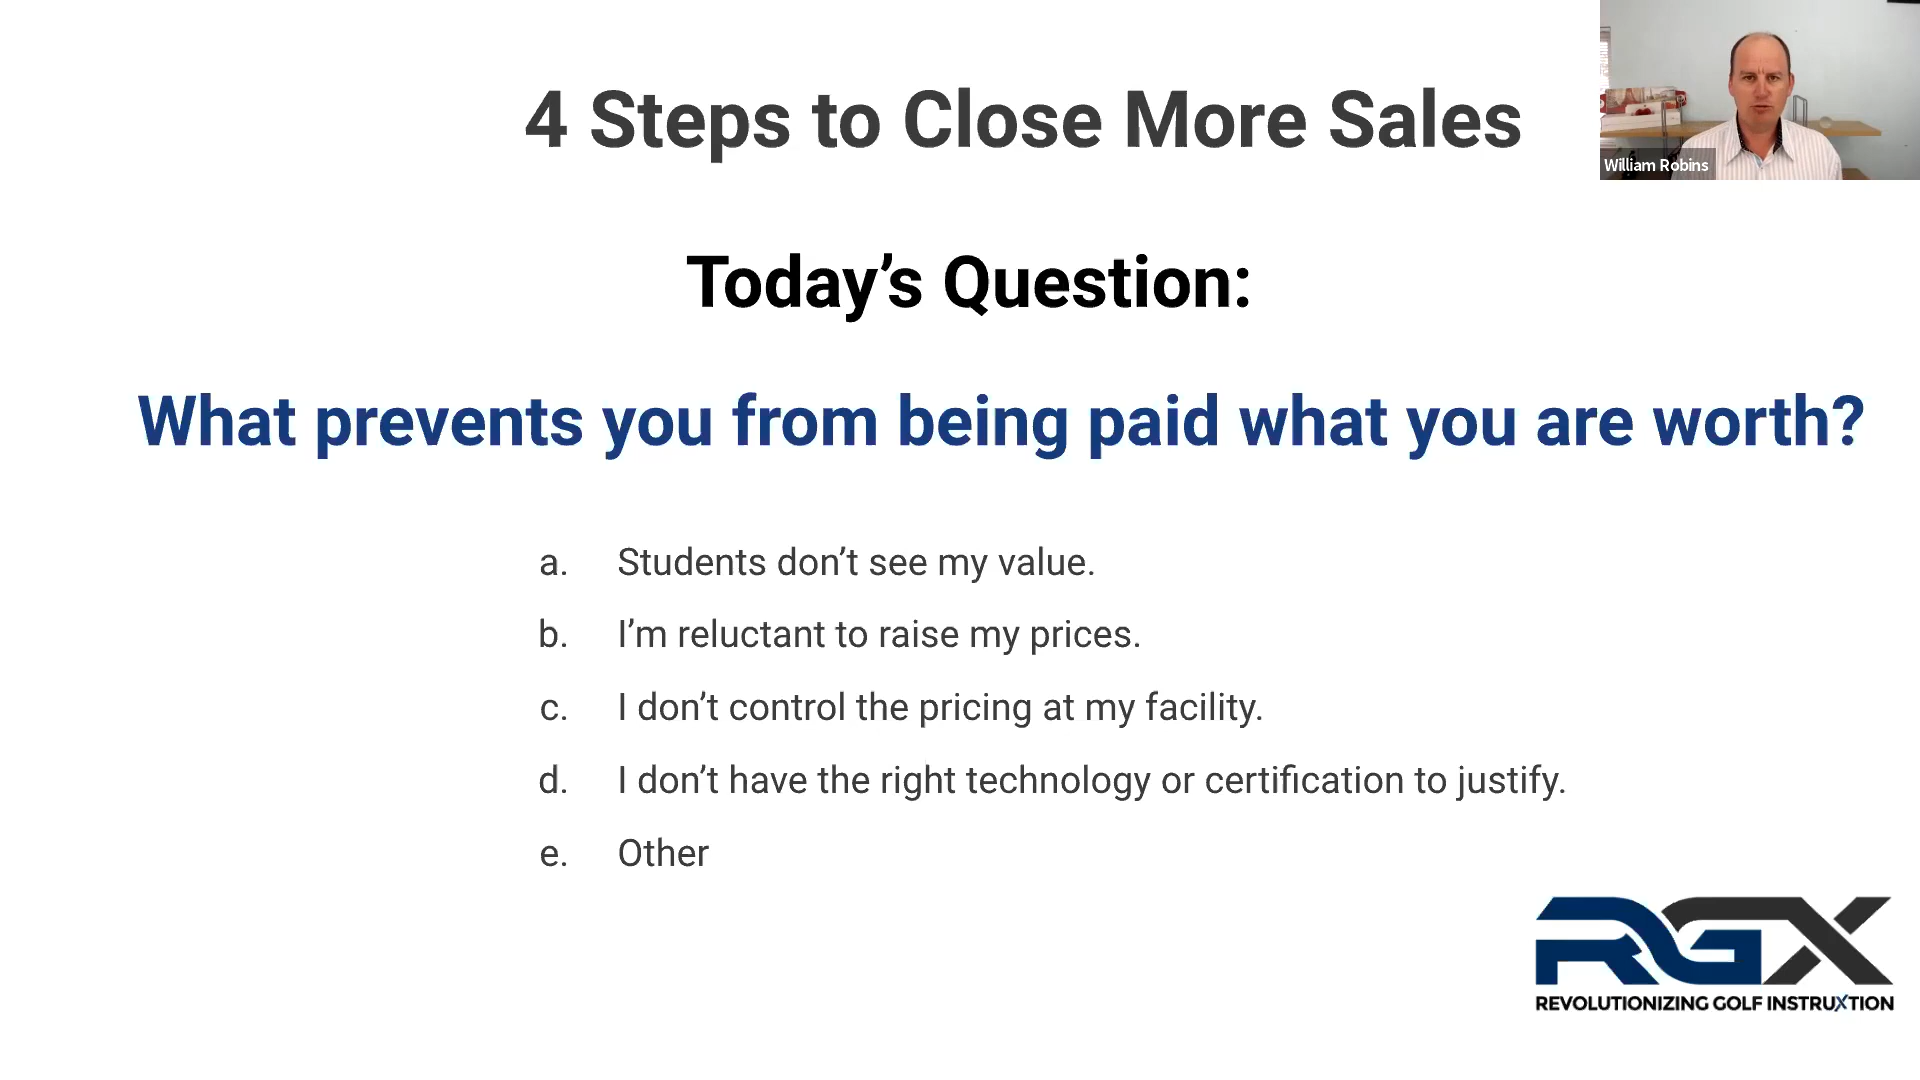 4 Steps to Close More Sales
William Robins
Today’s Question:
What prevents you from being paid what you are worth?
a. Students don’t see my value.
b. I’m reluctant to raise my prices.
c. I don’t control the pricing at my facility.
d. I don’t have the right technology or certification to justify.
e. Other
RGX
REVOLUTIONIZING GOLF INSTRUXTION